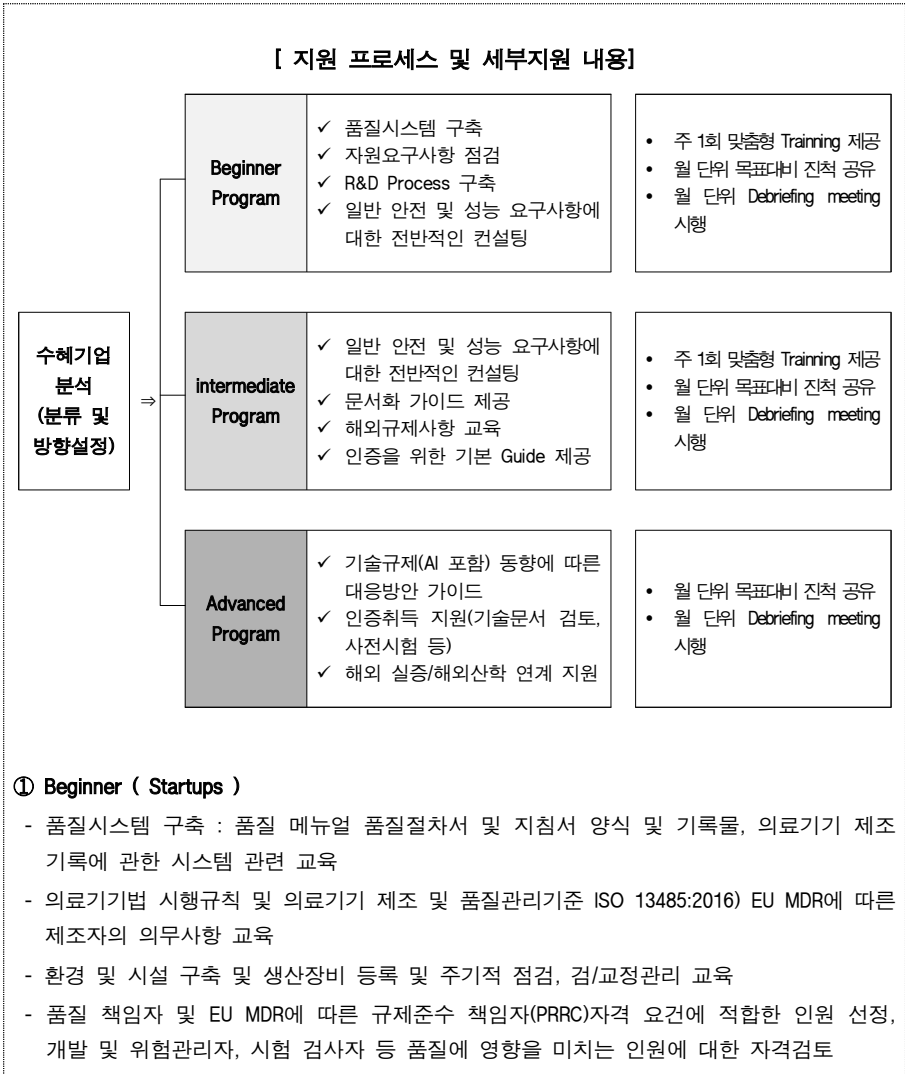 [ 지원 프로세스 및 세부지원 내용]
수혜기업
분석
(분류 및
방향설정)
⇒
Beginner
Program
✓ 품질시스템 구축
✓ 자원요구사항 점검
✓ R&D Process 구축
✓ 일반 안전 및 성능 요구사항에
대한 전반적인 컨설팅
• 주 1회 맞춤형 Trainning 제공
• 월 단위 목표대비 진척 공유
• 월 단위 Debriefing meeting
시행
intermediate
Program
✓ 일반 안전 및 성능 요구사항에
대한 전반적인 컨설팅
✓ 문서화 가이드 제공
✓ 해외규제사항 교육
✓ 인증을 위한 기본 Guide 제공
• 주 1회 맞춤형 Trainning 제공
• 월 단위 목표대비 진척 공유
• 월 단위 Debriefing meeting
시행
Advanced
Program
✓ 기술규제(AI 포함) 동향에 따른
대응방안 가이드
✓ 인증취득 지원(기술문서 검토,
사전시험 등)
✓ 해외 실증/해외산학 연계 지원
• 월 단위 목표대비 진척 공유
• 월 단위 Debriefing meeting
시행
① Beginner ( Startups )
- 품질시스템 구축 : 품질 메뉴얼 품질절차서 및 지침서 양식 및 기록물, 의료기기 제조
기록에 관한 시스템 관련 교육
- 의료기기법 시행규칙 및 의료기기 제조 및 품질관리기준 ISO 13485:2016) EU MDR에 따른
제조자의 의무사항 교육
- 환경 및 시설 구축 및 생산장비 등록 및 주기적 점검, 검/교정관리 교육
- 품질 책임자 및 EU MDR에 따른 규제준수 책임자(PRRC)자격 요건에 적합한 인원 선정,
개발 및 위험관리자, 시험 검사자 등 품질에 영향을 미치는 인원에 대한 자격검토